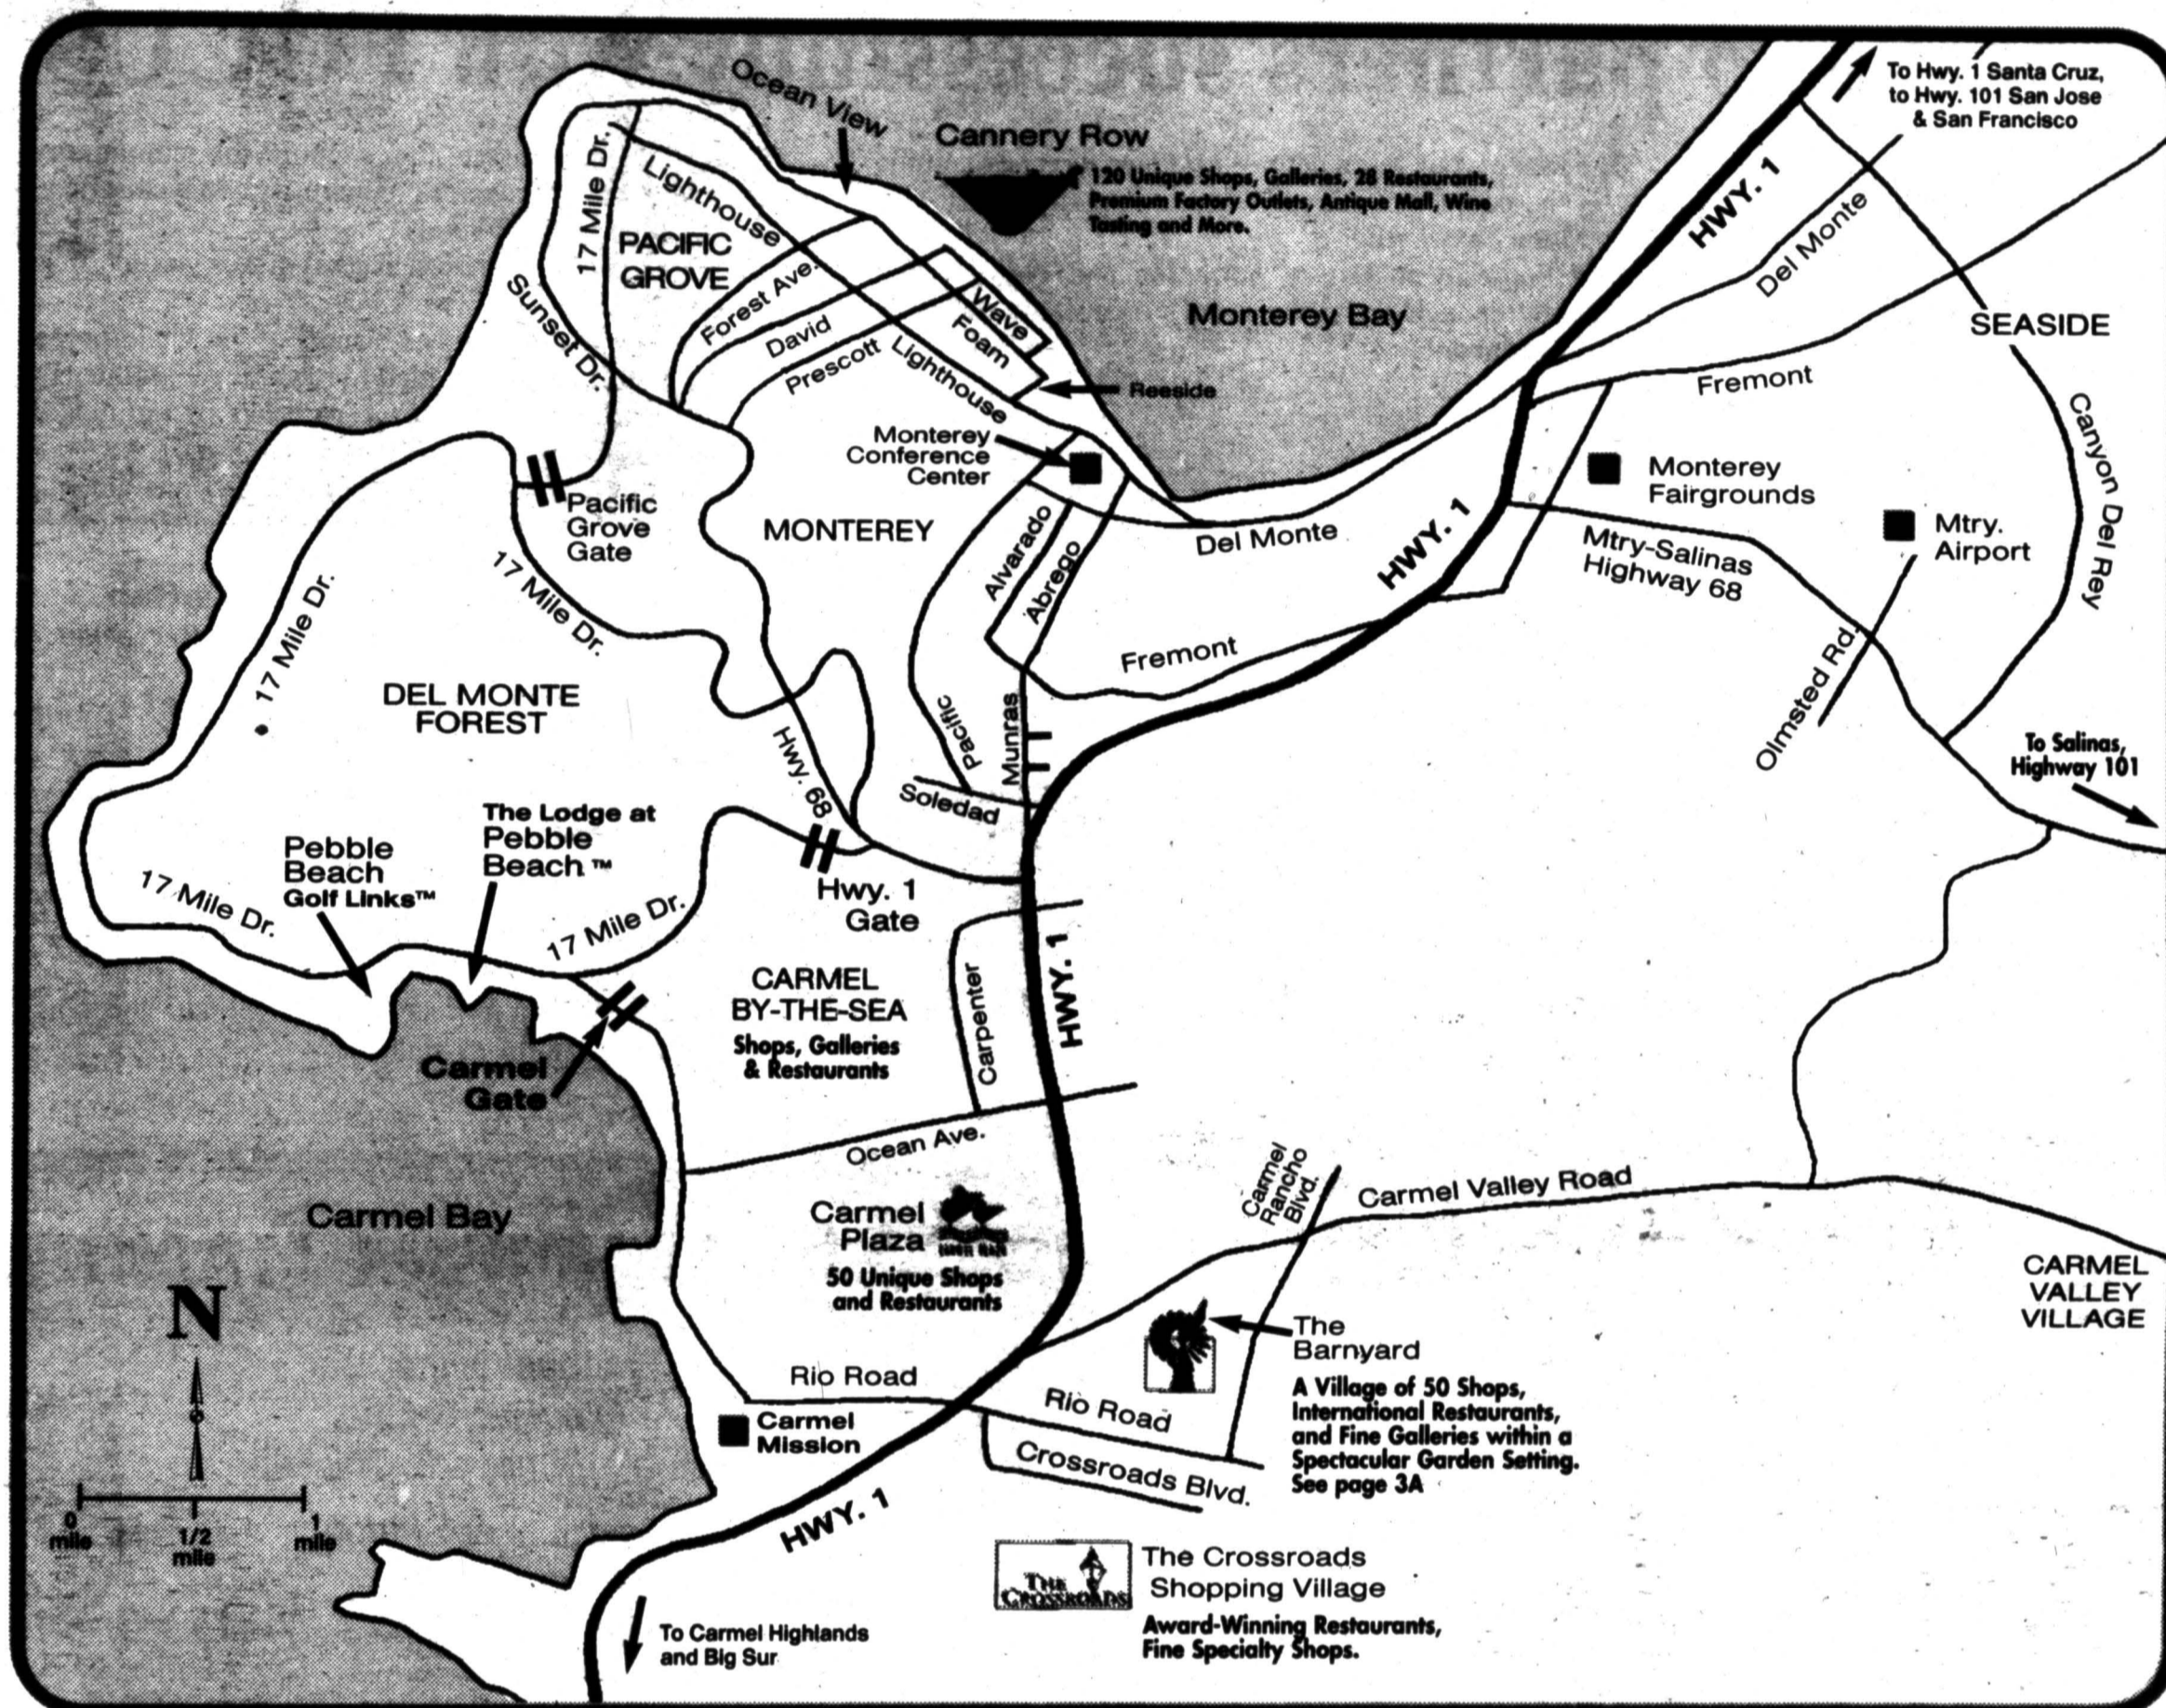 Ocean View
Cannery Row
120 Unique Shops, Galleries, 28 Restaurants,
Premium Factory Outlets, Antique Mall, Wine
Tasting and More.
To Hwy. 1 Santa Cruz,
to Hwy. 101 San Jose
& San Francisco
HWY. 1
Del Monte
17 Mile Dr.
Lighthouse
PACIFIC
GROVE
Forest Ave.
Sunset Dr.
David
Prescott
Lighthouse
Wave
Foam
Reeside
Monterey Bay
SEASIDE
Fremont
Canyon Del Rey
Monterey
Conference
Center
Monterey
Fairgrounds
Mtry.
Airport
Pacific
Grove
Gate
MONTEREY
Alvarado
Abrego
Del Monte
HWY. 1
Mtry-Salinas
Highway 68
17 Mile Dr.
17 Mile Dr.
Fremont
Olmsted Rd.
DEL MONTE
FOREST
Hwy. 68
Pacific
Munras
Soledad
To Salinas,
Highway 101
The Lodge at
Pebble
Beach™
Pebble
Beach
Golf Links™
17 Mile Dr.
17 Mile Dr.
Hwy. 1
Gate
CARMEL
BY-THE-SEA
Shops, Galleries
& Restaurants
Carpenter
HWY. 1
Carmel
Gate
Ocean Ave.
Carmel Bay
Carmel
Plaza
50 Unique Shops
and Restaurants
Carmel
Rancho
Blvd.
Carmel Valley Road
CARMEL
VALLEY
VILLAGE
N
The
Barnyard
A Village of 50 Shops,
International Restaurants,
and Fine Galleries within a
Spectacular Garden Setting.
See page 3A
Rio Road
Rio Road
Carmel
Mission
Crossroads Blvd.
0
mile
1/2
mile
1
mile
HWY. 1
THE
CROSSROADS
The Crossroads
Shopping Village
Award-Winning Restaurants,
Fine Specialty Shops.
To Carmel Highlands
and Big Sur